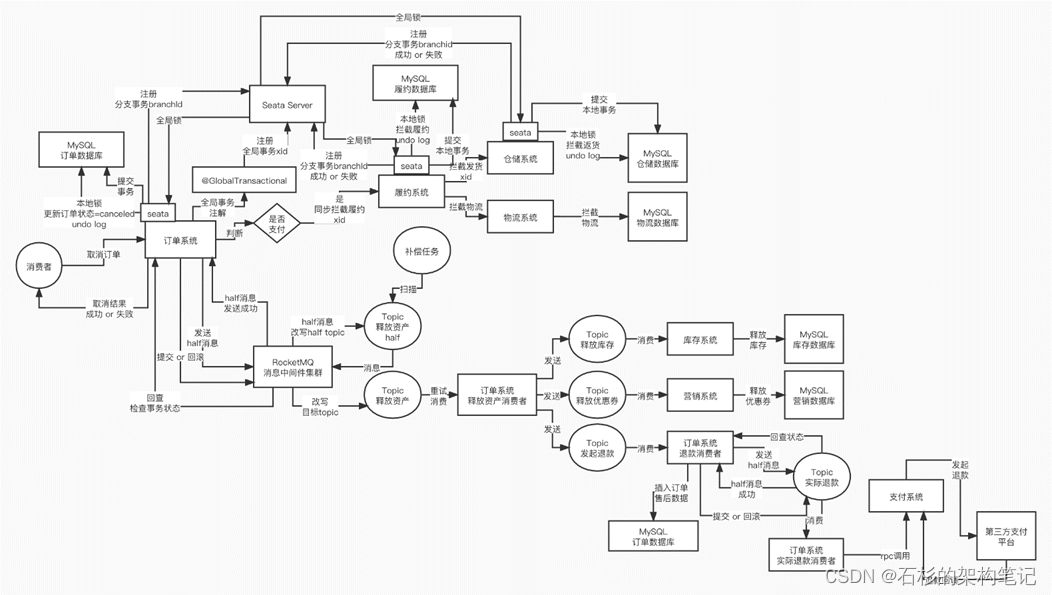 全局锁
注册
分支事务branchid
成功 or 失败
MySQL
履约数据库
注册
分支事务branchId
Seata Server
提交
本地事务
全局锁
本地锁
拦截履约
undo log
seata
本地锁
拦截返货
undo log
MySQL
订单数据库
注册
全局事务xid
全局锁
提交
本地事务
仓储系统
MySQL
仓储数据库
注册
分支事务branchId
成功 or 失败
seata
拦截发货
xid
提交
事务
@GlobalTransactional
是
同步拦截履约
xid
履约系统
本地锁
更新订单状态=canceled
undo log
seata
全局事务
注解
拦截物流
物流系统
拦截
物流
MySQL
物流数据库
是否
支付
判断
订单系统
消费者
取消订单
补偿任务
扫描
取消结果
成功 or 失败
half消息
发送成功
half消息
改写half topic
Topic
释放资产
half
发送
half消息
提交 or 回滚
RocketMQ
消息中间件集群
消息
Topic
释放库存
消费
库存系统
释放
库存
MySQL
库存数据库
发送
回查
检查事务状态
改写
目标topic
Topic
释放资产
重试
消费
订单系统
释放资产消费者
发送
Topic
释放优惠券
消费
营销系统
释放
优惠券
MySQL
营销数据库
发送
Topic
发起退款
消费
订单系统
退款消费者
回查状态
发送
half消息
half消息
成功
Topic
实际退款
插入订单
售后数据
提交 or 回滚
消费
MySQL
订单数据库
订单系统
实际退款消费者
rpc调用
支付系统
发起
退款
第三方支付
平台
CSDN @石杉的架构笔记